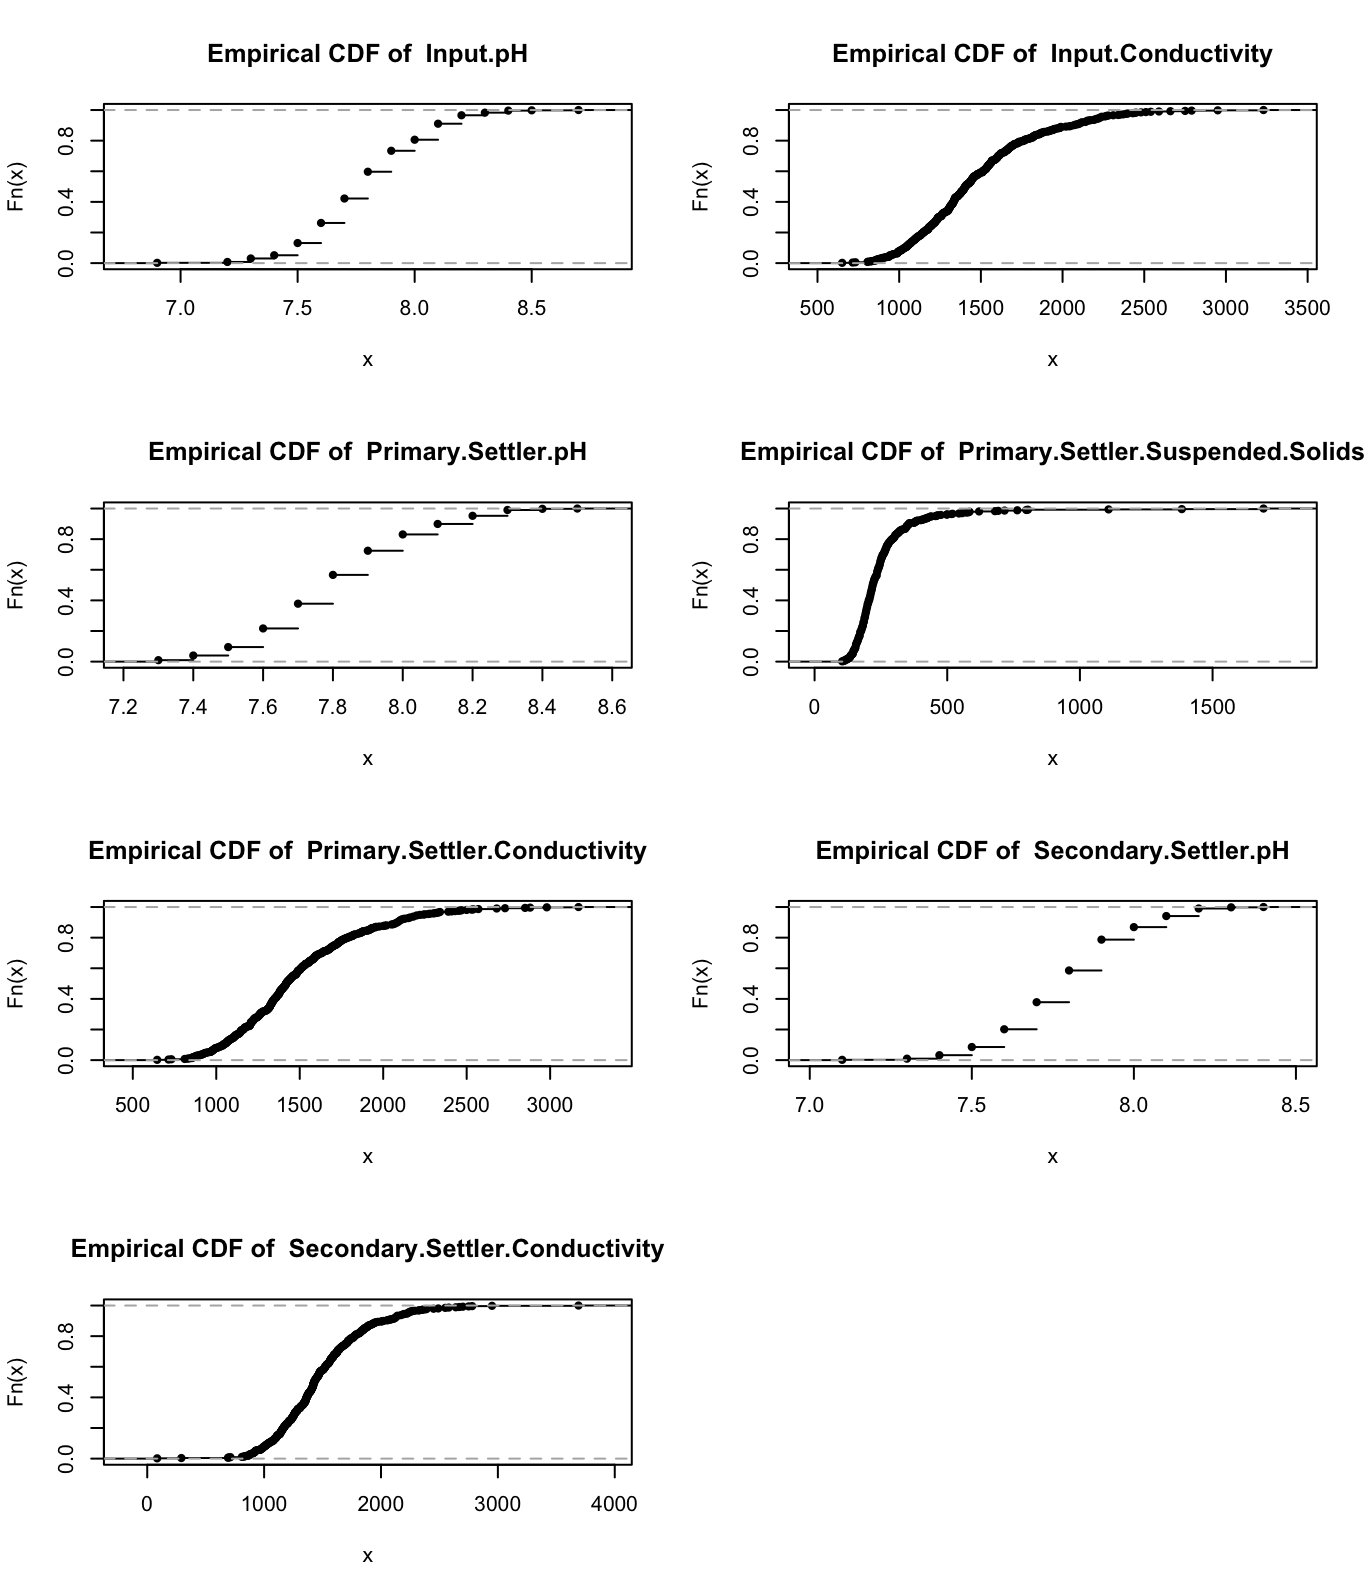 Empirical CDF of  Input.pH
Fn(x)
0.0 0.4 0.8
7.0 7.5 8.0 8.5
x
Empirical CDF of  Input.Conductivity
Fn(x)
0.0 0.4 0.8
500 1000 1500 2000 2500 3000 3500
x
Empirical CDF of  Primary.Settler.pH
Fn(x)
0.0 0.4 0.8
7.2 7.4 7.6 7.8 8.0 8.2 8.4 8.6
x
Empirical CDF of  Primary.Settler.Suspended.Solids
Fn(x)
0.0 0.4 0.8
0 500 1000 1500
x
Empirical CDF of  Primary.Settler.Conductivity
Fn(x)
0.0 0.4 0.8
500 1000 1500 2000 2500 3000
x
Empirical CDF of  Secondary.Settler.pH
Fn(x)
0.0 0.4 0.8
7.0 7.5 8.0 8.5
x
Empirical CDF of  Secondary.Settler.Conductivity
Fn(x)
0.0 0.4 0.8
0 1000 2000 3000 4000
x